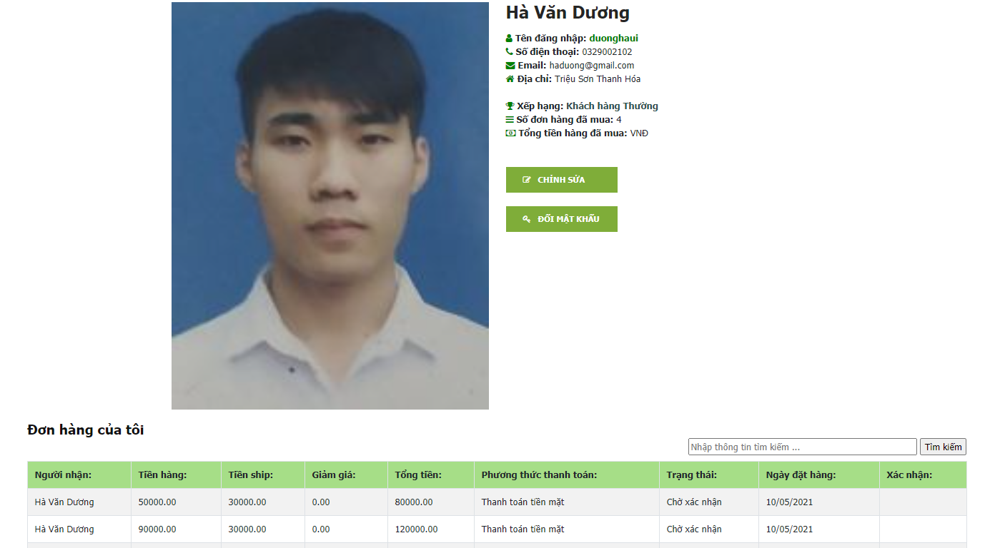 Hà Văn Dương
Tên đăng nhập: duonghaui
Số điện thoại: 0329002102
Email: haduong@gmail.com
Địa chỉ: Triệu Sơn Thanh Hóa
Xếp hạng: Khách hàng Thường
Số đơn hàng đã mua: 4
Tổng tiền hàng đã mua: VNĐ
CHỈNH SỬA
ĐỔI MẬT KHẨU
Đơn hàng của tôi
Nhập thông tin tìm kiếm ... Tìm kiếm
Người nhận: Tiền hàng: Tiền ship: Giảm giá: Tổng tiền: Phương thức thanh toán: Trạng thái: Ngày đặt hàng: Xác nhận:
Hà Văn Dương 50000.00 30000.00 0.00 80000.00 Thanh toán tiền mặt Chờ xác nhận 10/05/2021
Hà Văn Dương 90000.00 30000.00 0.00 120000.00 Thanh toán tiền mặt Chờ xác nhận 10/05/2021